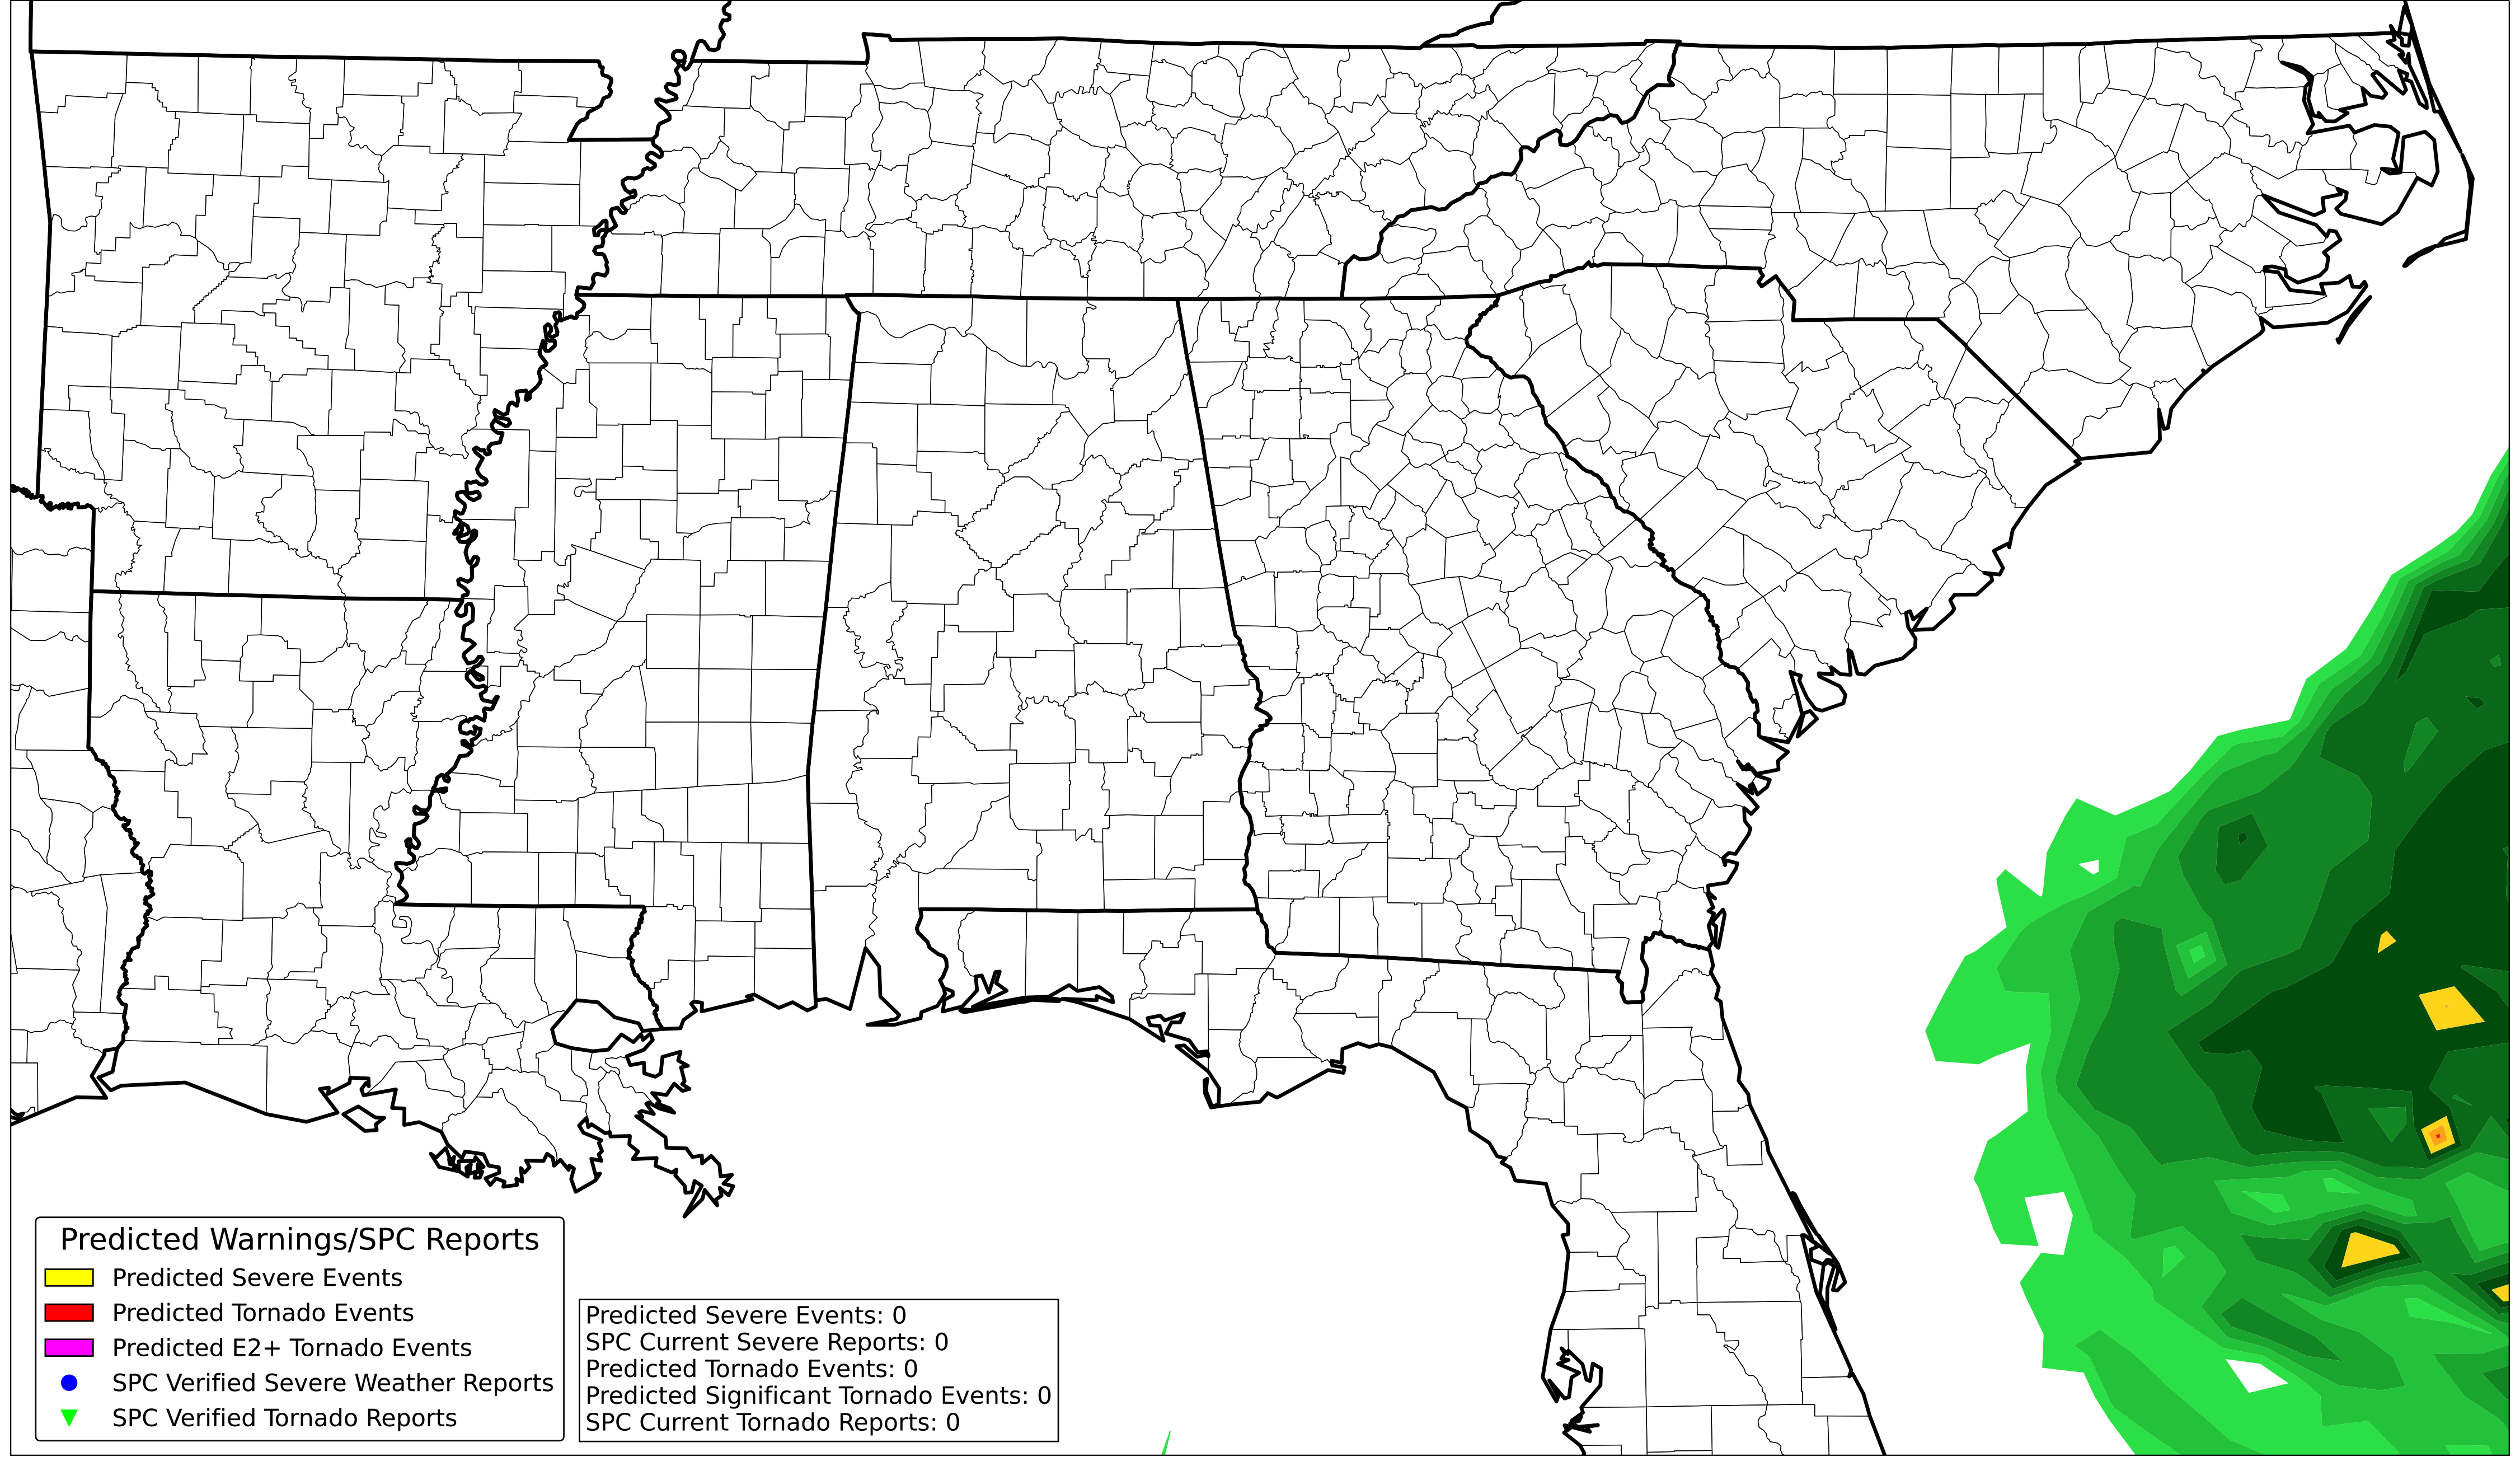 Predicted Warnings/SPC Reports
Predicted Severe Events
Predicted Tornado Events
Predicted E2+ Tornado Events
SPC Verified Severe Weather Reports
SPC Verified Tornado Reports
Predicted Severe Events: 0
SPC Current Severe Reports: 0
Predicted Tornado Events: 0
Predicted Significant Tornado Events: 0
SPC Current Tornado Reports: 0